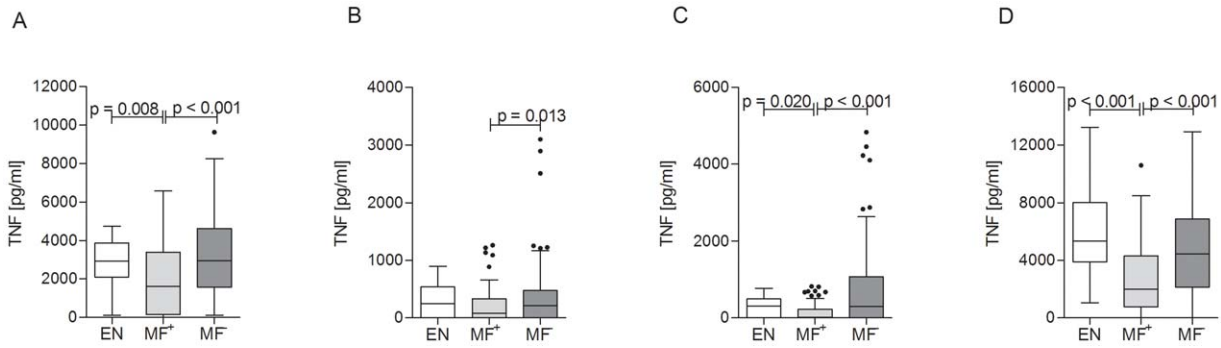 A
TNF [pg/ml]
12000
10000
8000
6000
4000
2000
0
p = 0.008
p < 0.001
EN
MF+
MF-
B
TNF [pg/ml]
4000
3000
2000
1000
0
p = 0.013
EN
MF+
MF-
C
TNF [pg/ml]
6000
4000
2000
0
p = 0.020
p < 0.001
EN
MF+
MF-
D
TNF [pg/ml]
16000
12000
8000
4000
0
p < 0.001
p < 0.001
EN
MF+
MF-